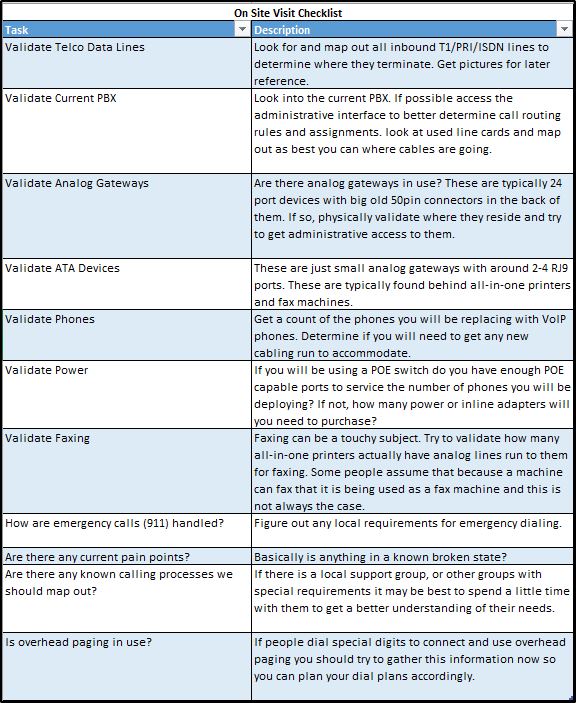 On Site Visit Checklist
Task Description
Validate Telco Data Lines
Look for and map out all inbound T1/PRI/ISDN lines to
determine where they terminate. Get pictures for later
reference.
Validate Current PBX
Look into the current PBX. If possible access the
administrative interface to better determine call routing
rules and assignments. look at used line cards and map
out as best you can where cables are going.
Validate Analog Gateways
Are there analog gateways in use? These are typically 24
port devices with big old 50pin connectors in the back of
them. If so, physically validate where they reside and try
to get administrative access to them.
Validate ATA Devices
These are just small analog gateways with around 2-4 RJ9
ports. These are typically found behind all-in-one printers
and fax machines.
Validate Phones
Get a count of the phones you will be replacing with VoIP
phones. Determine if you will need to get any new
cabling run to accommodate.
Validate Power
If you will be using a POE switch do you have enough POE
capable ports to service the number of phones you will be
deploying? If not, how many power or inline adapters will
you need to purchase?
Validate Faxing
Faxing can be a touchy subject. Try to validate how many
all-in-one printers actually have analog lines run to them
for faxing. Some people assume that because a machine
can fax that it is being used as a fax machine and this is
not always the case.
How are emergency calls (911) handled?
Figure out any local requirements for emergency dialing.
Are there any current pain points?
Basically is anything in a known broken state?
Are there any known calling processes we
should map out?
If there is a local support group, or other groups with
special requirements it may be best to spend a little time
with them to get a better understanding of their needs.
Is overhead paging in use?
If people dial special digits to connect and use overhead
paging you should try to gather this information now so
you can plan your dial plans accordingly.